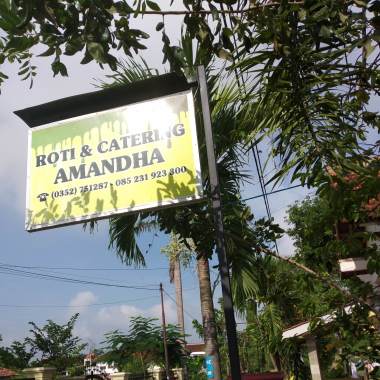 ROTI & CATERING
AMANDHA
☎ (0352) 751287 - 085 231 923 800